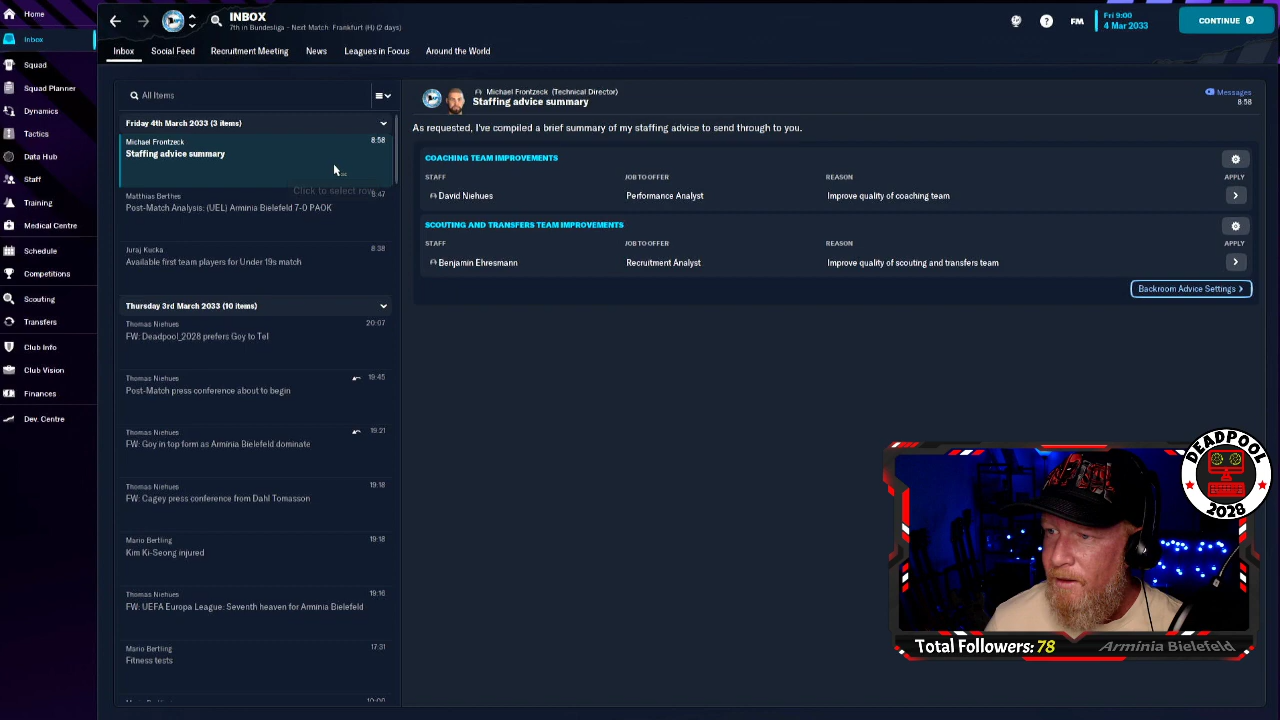 Home
Inbox
Squad
Squad Planner
Dynamics
Tactics
Data Hub
Staff
Training
Medical Centre
Schedule
Competitions
Scouting
Transfers
Club Info
Club Vision
Finances
Dev. Centre
INBOX
7th in Bundesliga - Next Match: Frankfurt (H) (2 days)
FM
Fri 9:00
4 Mar 2033
CONTINUE
Inbox
Social Feed
Recruitment Meeting
News
Leagues in Focus
Around the World
All Items
Friday 4th March 2033 (3 items)
Michael Frontzeck
8:58
Staffing advice summary
Click to select row
Matthias Berthes
8:47
Post-Match Analysis: (UEL) Arminia Bielefeld 7-0 PAOK
Juraj Kucka
8:38
Available first team players for Under 19s match
Thursday 3rd March 2033 (10 items)
Thomas Niehues
20:07
FW: Deadpool_2028 prefers Goy to Tel
Thomas Niehues
19:45
Post-Match press conference about to begin
Thomas Niehues
19:21
FW: Goy in top form as Arminia Bielefeld dominate
Thomas Niehues
19:18
FW: Cagey press conference from Dahl Tomasson
Mario Bertling
19:18
Kim Ki-Seong injured
Thomas Niehues
19:16
FW: UEFA Europa League: Seventh heaven for Arminia Bielefeld
Mario Bertling
17:31
Fitness tests
Michael Frontzeck (Technical Director)
Staffing advice summary
Messages
8:58
As requested, I've compiled a brief summary of my staffing advice to send through to you.
COACHING TEAM IMPROVEMENTS
STAFF
JOB TO OFFER
REASON
APPLY
David Niehues
Performance Analyst
Improve quality of coaching team
SCOUTING AND TRANSFERS TEAM IMPROVEMENTS
STAFF
JOB TO OFFER
REASON
APPLY
Benjamin Ehresmann
Recruitment Analyst
Improve quality of scouting and transfers team
Backroom Advice Settings
DEADPOOL
2028
Total Followers: 78
Arminia Bielefeld